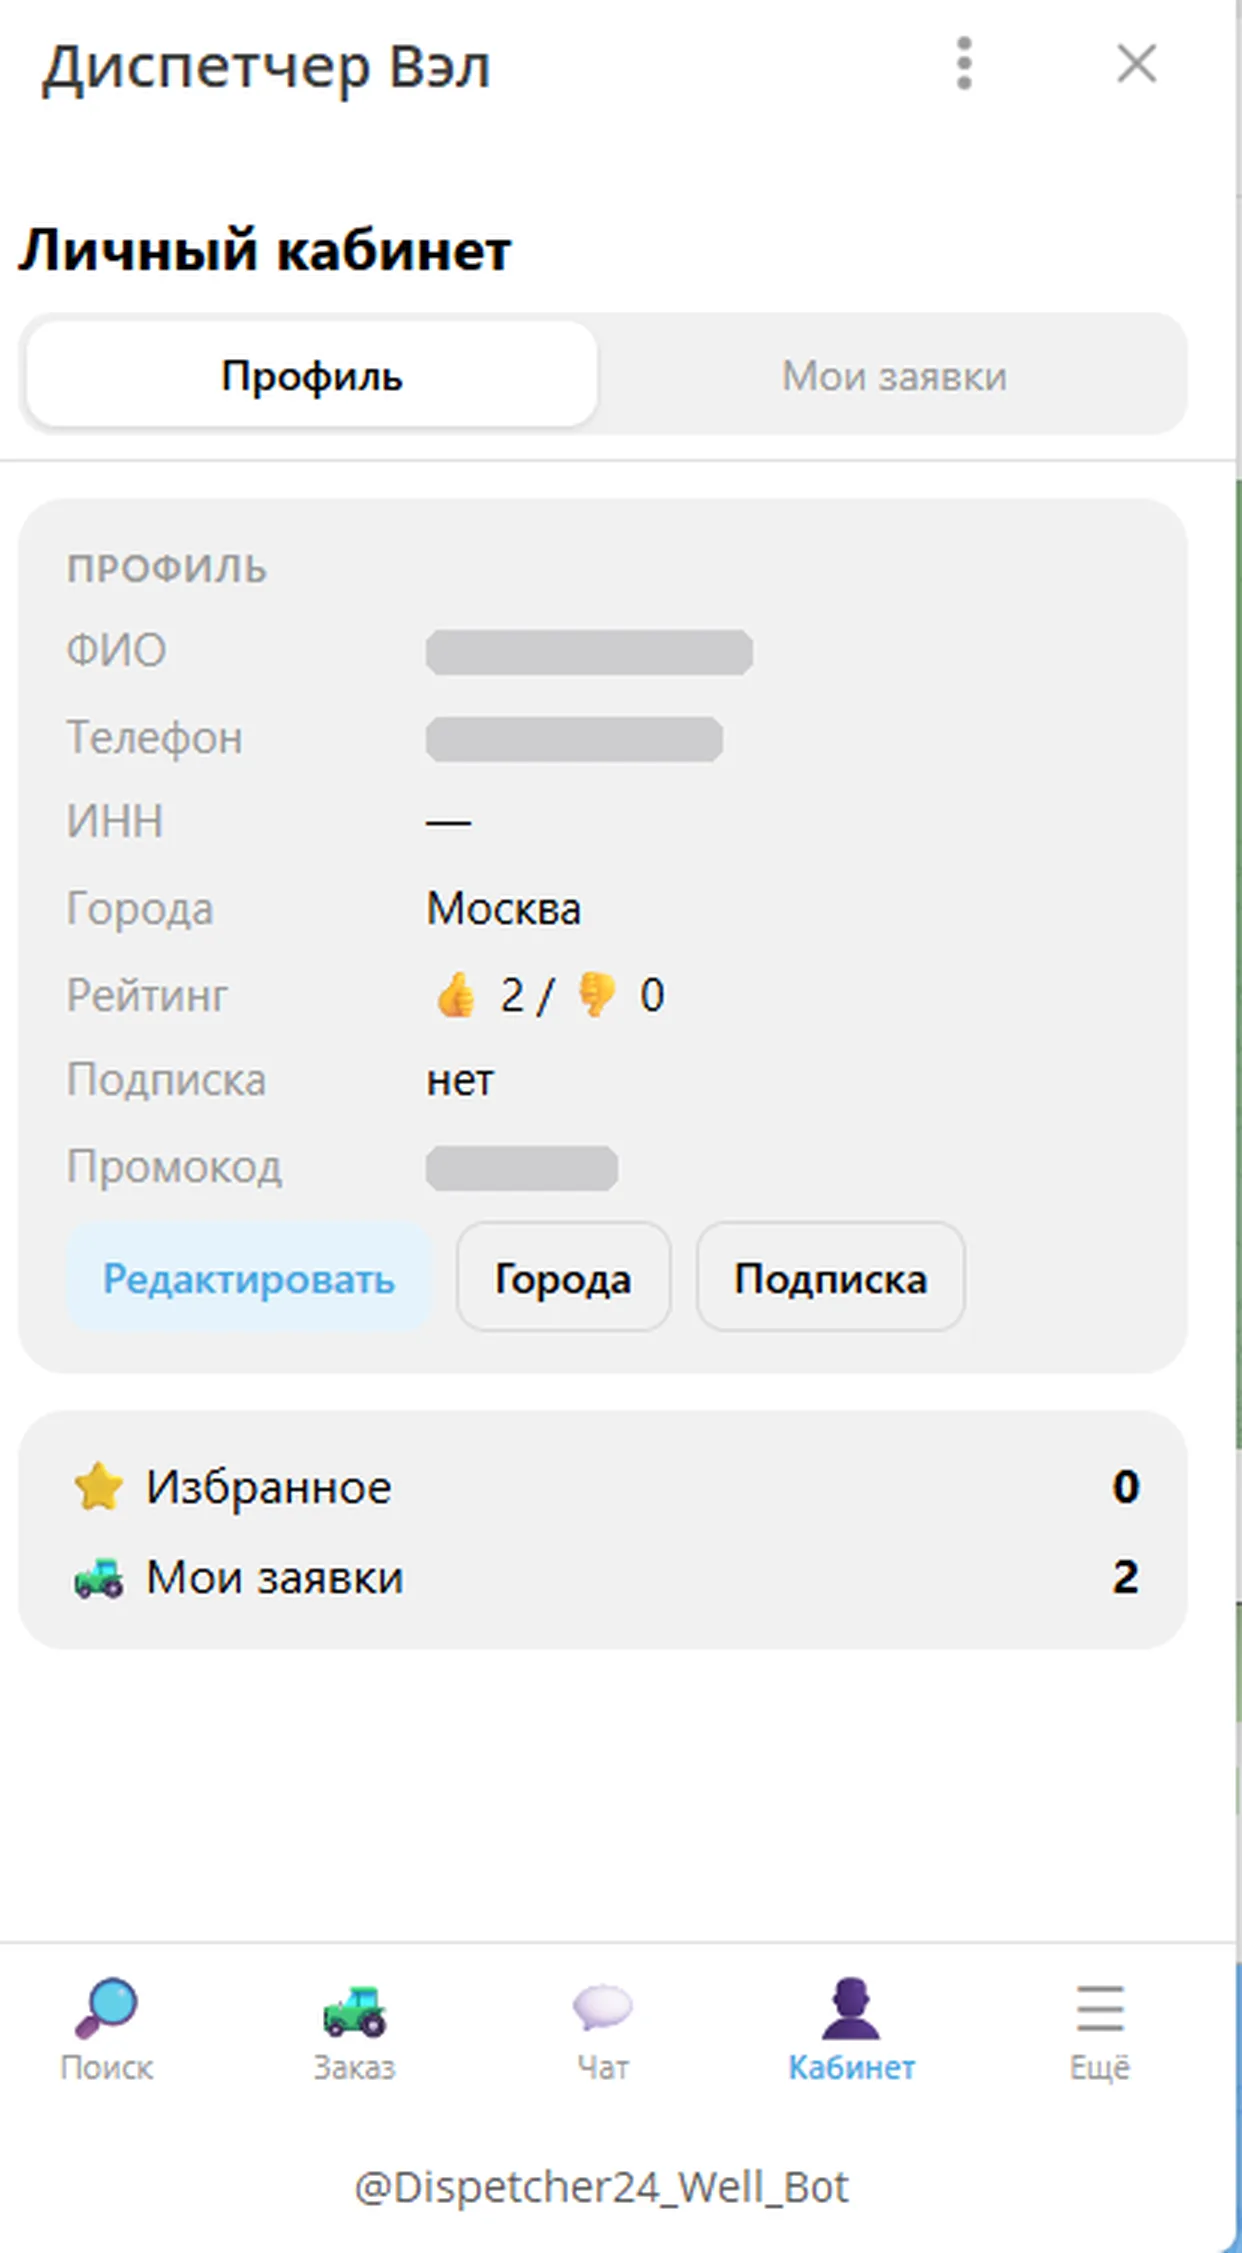 Диспетчер Вэл
Личный кабинет
Профиль Мои заявки
ПРОФИЛЬ
ФИО
Телефон
ИНН —
Города Москва
Рейтинг 👍 2 / 👎 0
Подписка нет
Промокод
Редактировать Города Подписка
⭐ Избранное 0
🚜 Мои заявки 2
Поиск Заказ Чат Кабинет Ещё
@Dispetcher24_Well_Bot